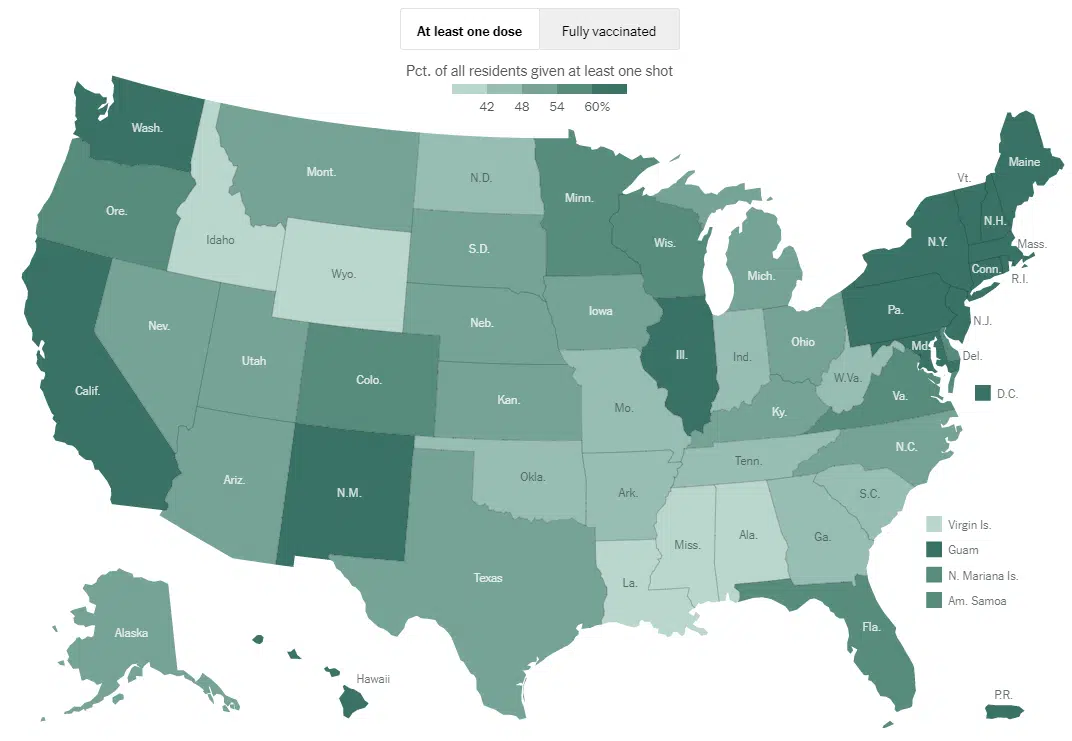 At least one dose
Fully vaccinated
Pct. of all residents given at least one shot
42 48 54 60%
Wash.
Mont.
N.D.
Minn.
Maine
Vt.
Ore.
Idaho
S.D.
Wis.
N.Y.
N.H.
Mass.
Wyo.
Mich.
Conn.
R.I.
Nev.
Neb.
Iowa
Pa.
N.J.
Utah
Colo.
Ill.
Ind.
Ohio
Md.
Del.
Calif.
Kan.
Mo.
Ky.
W.Va.
Va.
D.C.
Ariz.
N.M.
Okla.
Ark.
Tenn.
N.C.
S.C.
Texas
La.
Miss.
Ala.
Ga.
Virgin Is.
Guam
N. Mariana Is.
Am. Samoa
Alaska
Hawaii
Fla.
P.R.